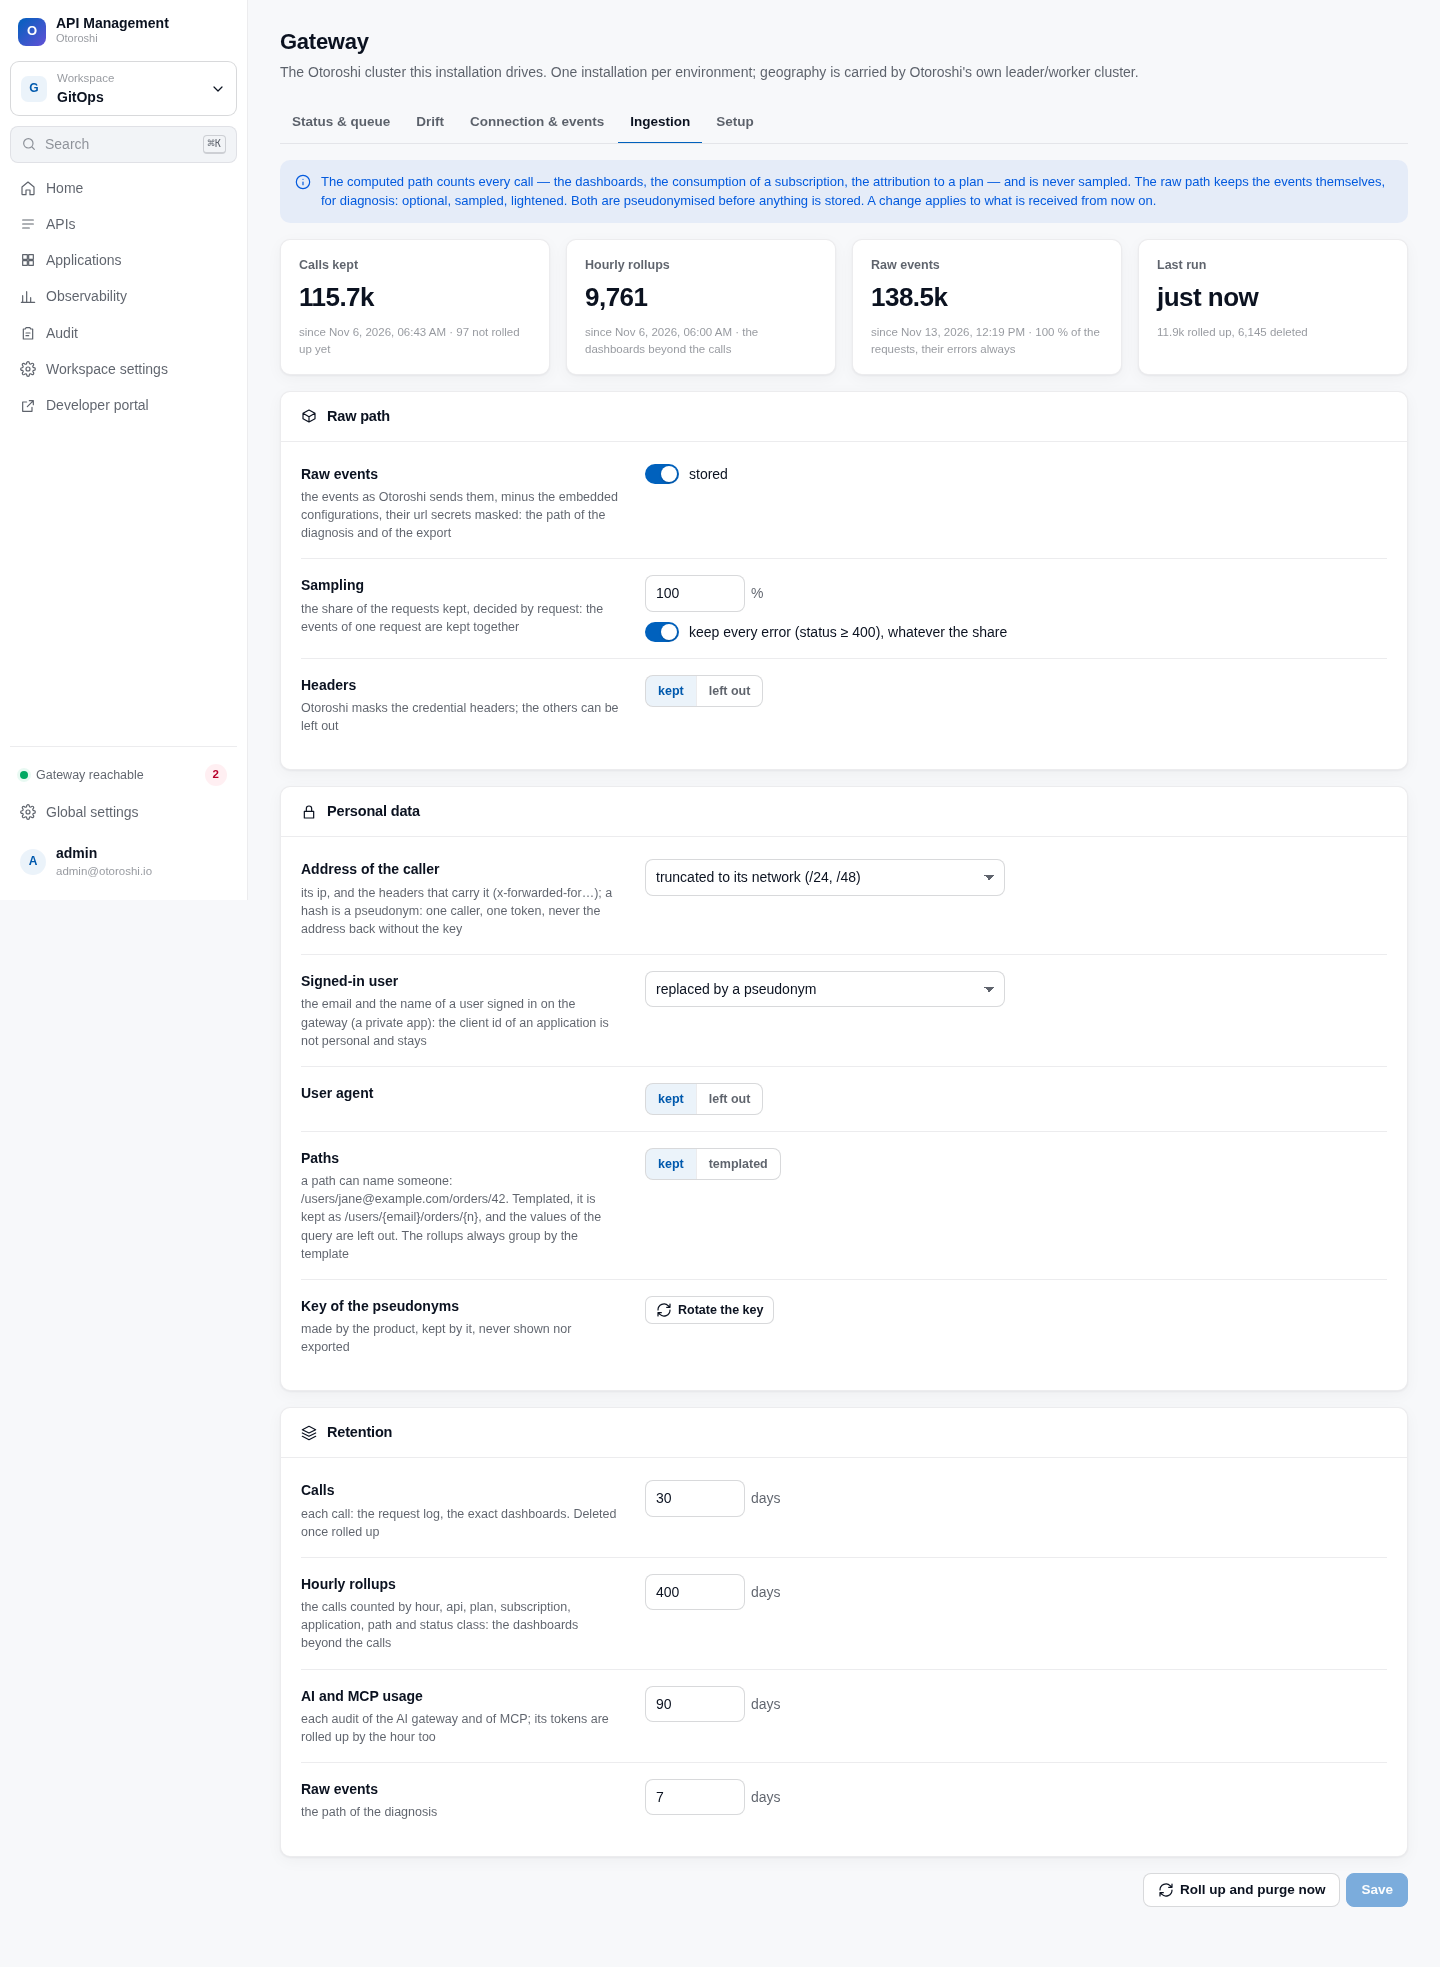 O
API Management
Otoroshi
G
Workspace
GitOps
Search
⌘K
Home
APIs
Applications
Observability
Audit
Workspace settings
Developer portal
Gateway reachable
2
Global settings
A
admin
admin@otoroshi.io
Gateway
The Otoroshi cluster this installation drives. One installation per environment; geography is carried by Otoroshi's own leader/worker cluster.
Status & queue Drift Connection & events Ingestion Setup
The computed path counts every call — the dashboards, the consumption of a subscription, the attribution to a plan — and is never sampled. The raw path keeps the events themselves,
for diagnosis: optional, sampled, lightened. Both are pseudonymised before anything is stored. A change applies to what is received from now on.
Calls kept
115.7k
since Nov 6, 2026, 06:43 AM · 97 not rolled
up yet
Hourly rollups
9,761
since Nov 6, 2026, 06:00 AM · the
dashboards beyond the calls
Raw events
138.5k
since Nov 13, 2026, 12:19 PM · 100 % of the
requests, their errors always
Last run
just now
11.9k rolled up, 6,145 deleted
Raw path
Raw events
the events as Otoroshi sends them, minus the embedded
configurations, their url secrets masked: the path of the
diagnosis and of the export
stored
Sampling
the share of the requests kept, decided by request: the
events of one request are kept together
100 %
keep every error (status ≥ 400), whatever the share
Headers
Otoroshi masks the credential headers; the others can be
left out
kept left out
Personal data
Address of the caller
its ip, and the headers that carry it (x-forwarded-for…); a
hash is a pseudonym: one caller, one token, never the
address back without the key
truncated to its network (/24, /48)
Signed-in user
the email and the name of a user signed in on the
gateway (a private app): the client id of an application is
not personal and stays
replaced by a pseudonym
User agent
kept left out
Paths
a path can name someone:
/users/jane@example.com/orders/42. Templated, it is
kept as /users/{email}/orders/{n}, and the values of the
query are left out. The rollups always group by the
template
kept templated
Key of the pseudonyms
made by the product, kept by it, never shown nor
exported
Rotate the key
Retention
Calls
each call: the request log, the exact dashboards. Deleted
once rolled up
30 days
Hourly rollups
the calls counted by hour, api, plan, subscription,
application, path and status class: the dashboards
beyond the calls
400 days
AI and MCP usage
each audit of the AI gateway and of MCP; its tokens are
rolled up by the hour too
90 days
Raw events
the path of the diagnosis
7 days
Roll up and purge now Save